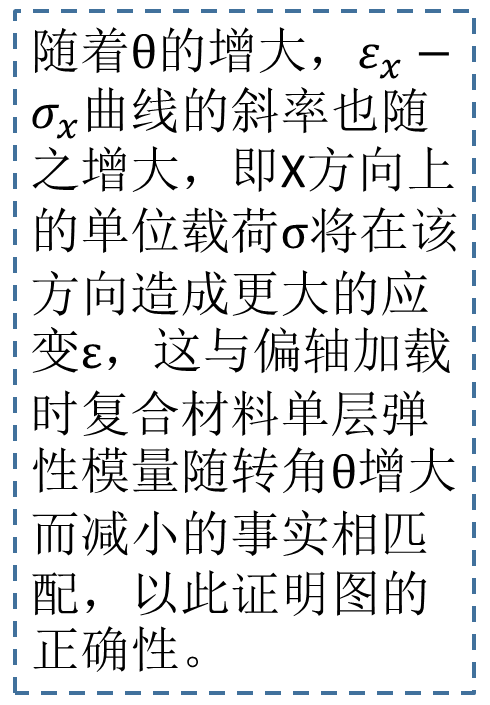 随着θ的增大，𝜀ₓ −
𝜎ₓ曲线的斜率也随
之增大，即X方向上
的单位载荷σ将在该
方向造成更大的应
变ε，这与偏轴加载
时复合材料单层弹
性模量随转角θ增大
而减小的事实相匹
配，以此证明图的
正确性。